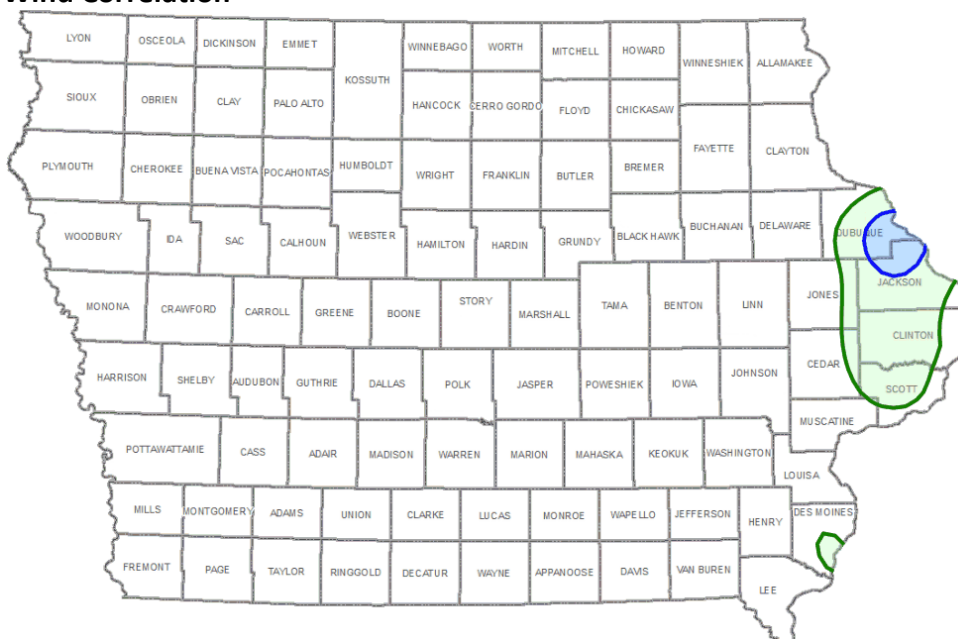 Wind Correlation
LYON OSCEOLA DICKINSON EMMET WINNEBAGO WORTH MITCHELL HOWARD
WINNESHIEK ALLAMAKEE
KOSSUTH
SIOUX OBRIEN CLAY PALO ALTO HANCOCK CERRO GORDO FLOYD CHICKASAW
PLYMOUTH CHEROKEE BUENA VISTA POCAHONTAS HUMBOLDT WRIGHT FRANKLIN BUTLER BREMER FAYETTE CLAYTON
WOODBURY IDA SAC CALHOUN WEBSTER HAMILTON HARDIN GRUNDY BLACK HAWK BUCHANAN DELAWARE DUBUQUE
MONONA CRAWFORD CARROLL GREENE BOONE STORY MARSHALL TAMA BENTON LINN JONES JACKSON
CLINTON
HARRISON SHELBY AUDUBON GUTHRIE DALLAS POLK JASPER POWESHIEK IOWA JOHNSON CEDAR SCOTT
MUSCATINE
POTTAWATTAMIE CASS ADAIR MADISON WARREN MARION MAHASKA KEOKUK WASHINGTON
LOUISA
MILLS MONTGOMERY ADAMS UNION CLARKE LUCAS MONROE WAPELLO JEFFERSON HENRY DES MOINES
FREMONT PAGE TAYLOR RINGGOLD DECATUR WAYNE APPANOOSE DAVIS VAN BUREN
LEE